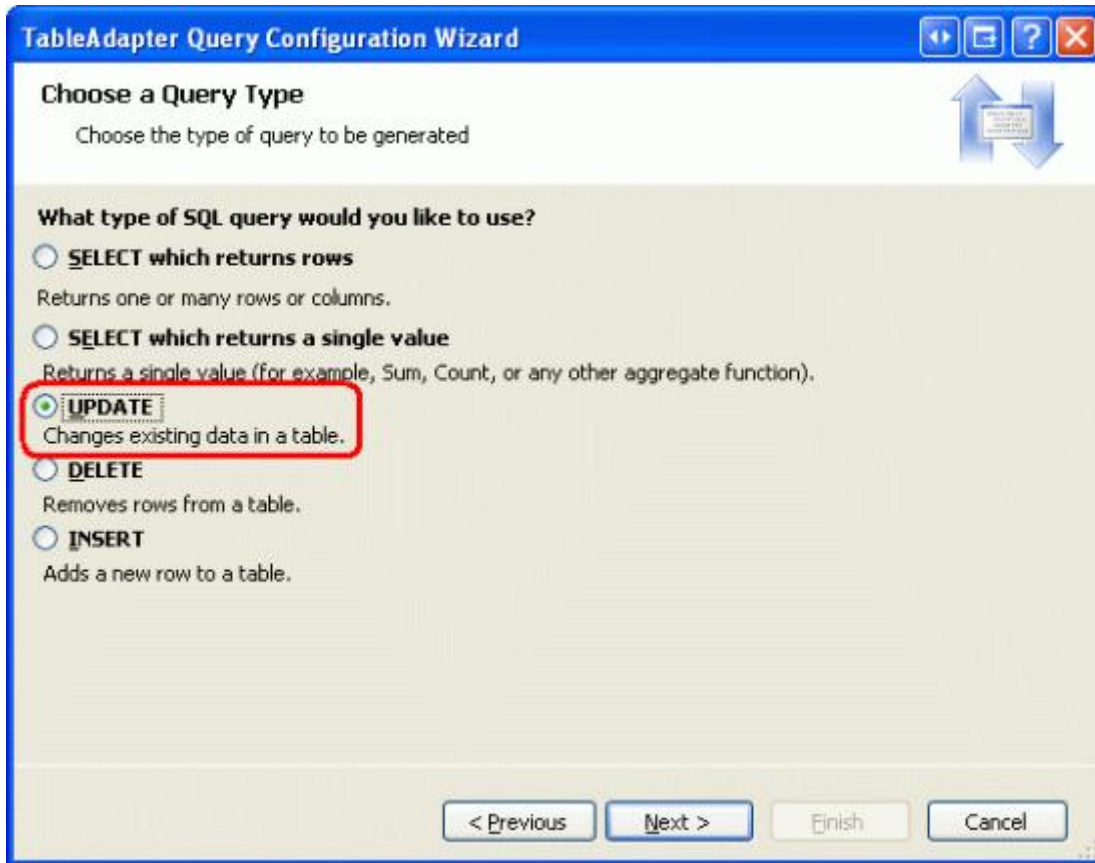 TableAdapter Query Configuration Wizard
Choose a Query Type
Choose the type of query to be generated
What type of SQL query would you like to use?
SELECT which returns rows
Returns one or many rows or columns.
SELECT which returns a single value
Returns a single value (for example, Sum, Count, or any other aggregate function).
UPDATE
Changes existing data in a table.
DELETE
Removes rows from a table.
INSERT
Adds a new row to a table.
< Previous Next > Finish Cancel